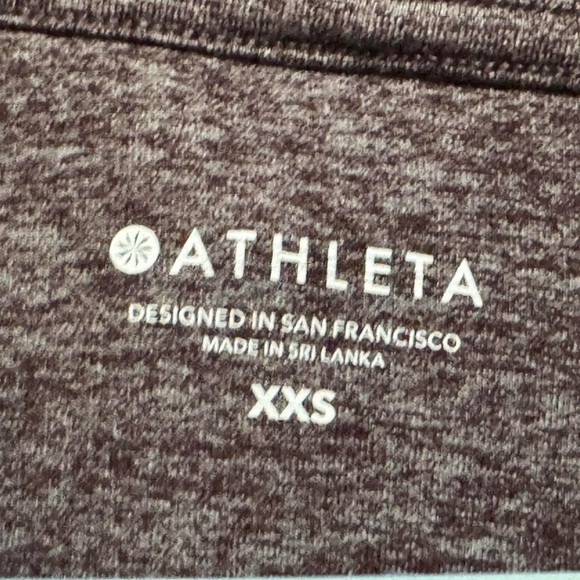 ATHLETA
DESIGNED IN SAN FRANCISCO
MADE IN SRI LANKA
XXS